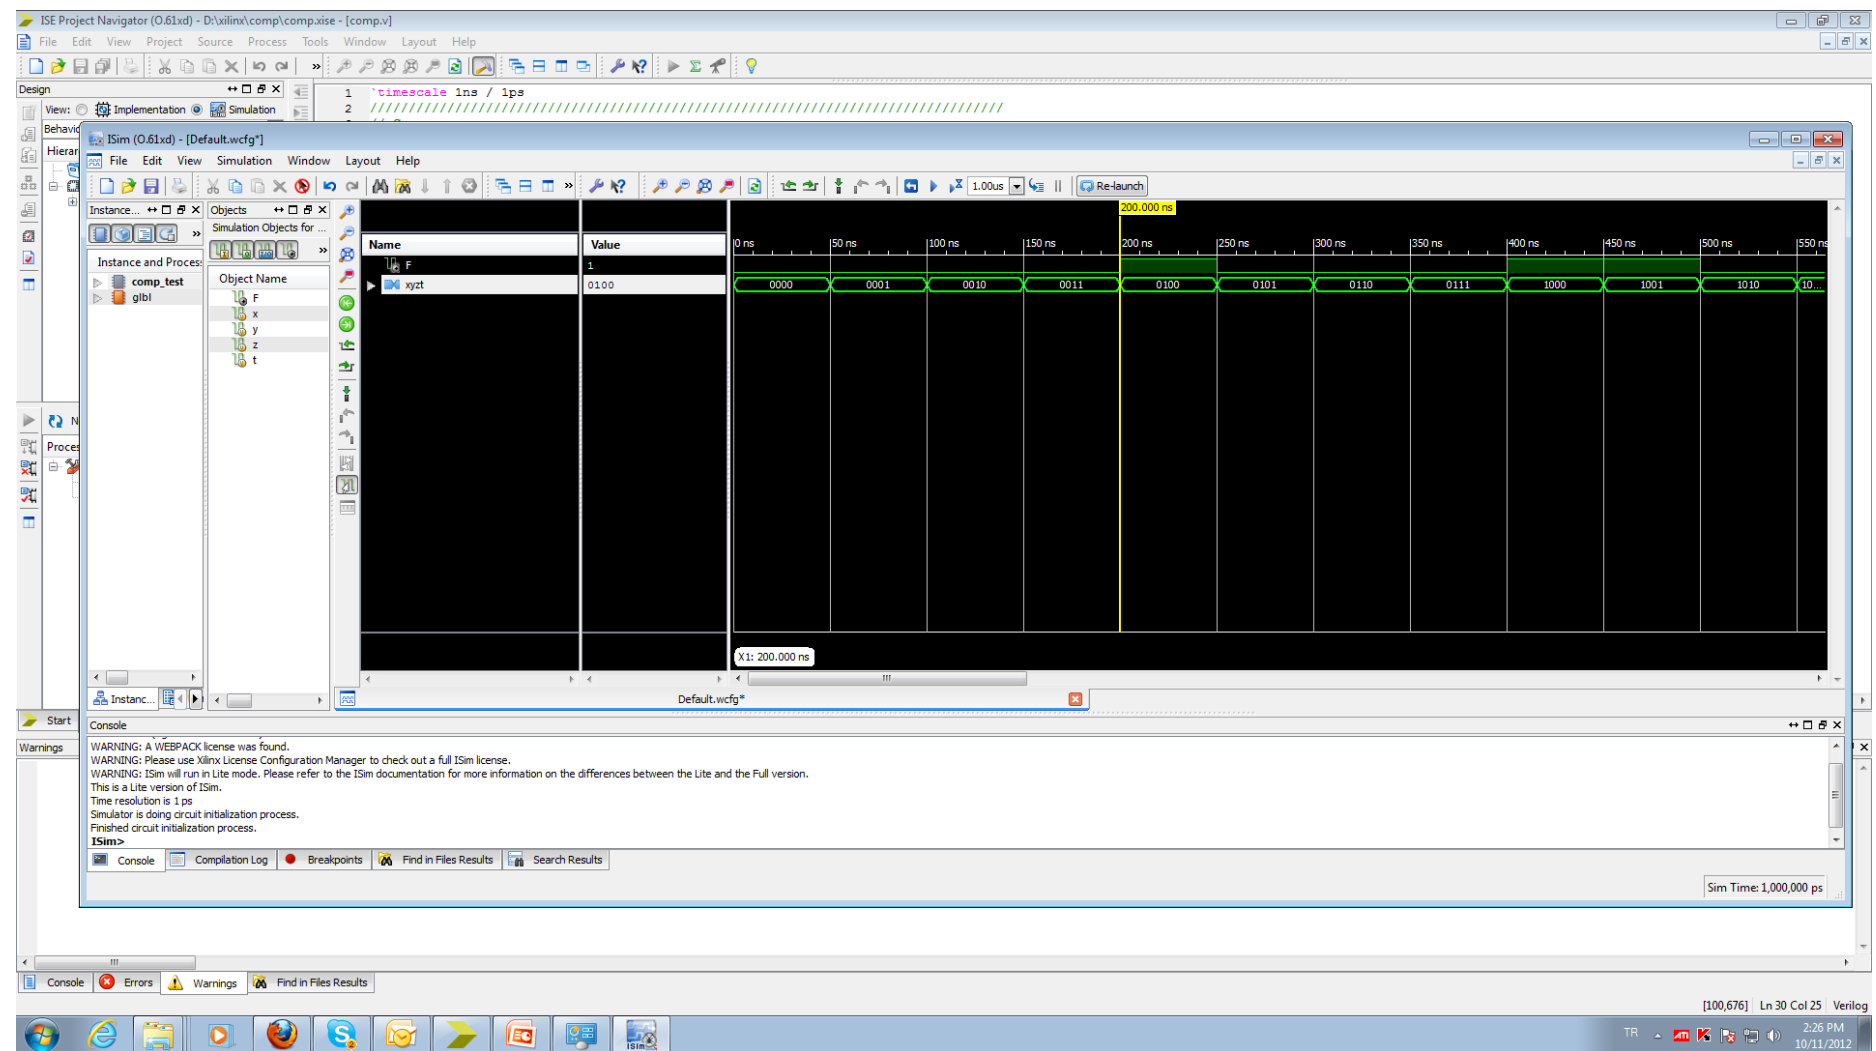 ISE Project Navigator (O.61xd) - D:\xilinx\comp\comp.xise - [comp.v]
File Edit View Project Source Process Tools Window Layout Help
Design
View: Implementation Simulation
1 `timescale 1ns / 1ps
2 //////////////////////////////////////////////////////////////////////////////////
Behavic
Hierar
ISim (O.61xd) - [Default.wcfg*]
File Edit View Simulation Window Layout Help
1.00us Re-launch
Instance... Objects
Simulation Objects for ...
Instance and Proces
comp_test
glbl
Object Name
F
x
y
z
t
200.000 ns
Name Value
0 ns 50 ns 100 ns 150 ns 200 ns 250 ns 300 ns 350 ns 400 ns 450 ns 500 ns 550 ns
F 1
xyzt 0100 0000 0001 0010 0011 0100 0101 0110 0111 1000 1001 1010 10...
X1: 200.000 ns
N
Proces
Instanc...
Default.wcfg*
Start
Console
Warnings
WARNING: A WEBPACK license was found.
WARNING: Please use Xilinx License Configuration Manager to check out a full ISim license.
WARNING: ISim will run in Lite mode. Please refer to the ISim documentation for more information on the differences between the Lite and the Full version.
This is a Lite version of ISim.
Time resolution is 1 ps
Simulator is doing circuit initialization process.
Finished circuit initialization process.
ISim>
Console Compilation Log Breakpoints Find in Files Results Search Results
Sim Time: 1,000,000 ps
Console Errors Warnings Find in Files Results
[100,676] Ln 30 Col 25 Verilog
TR
2:26 PM
10/11/2012